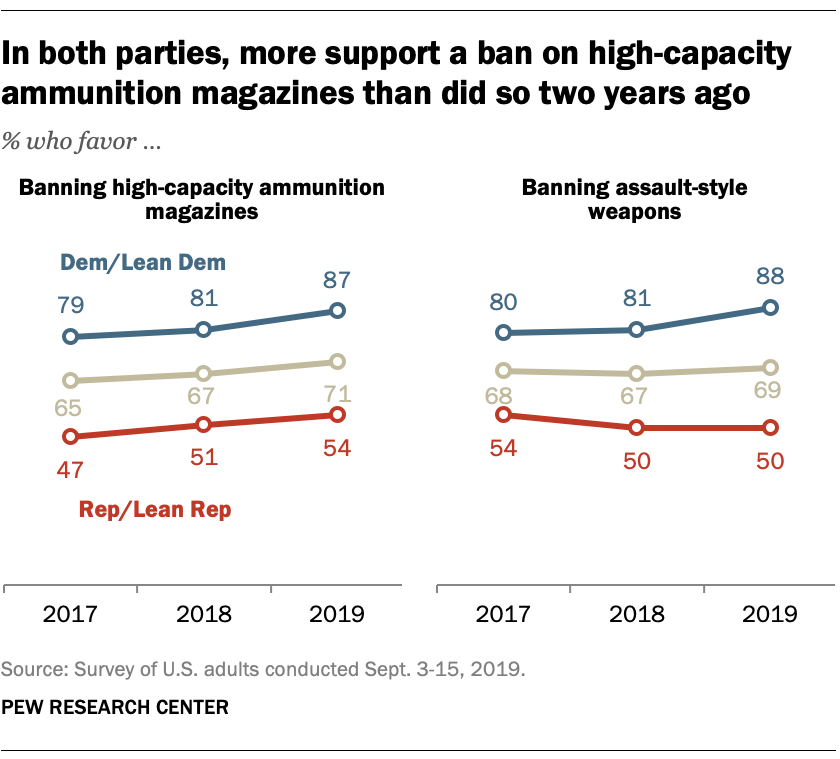 In both parties, more support a ban on high-capacity
ammunition magazines than did so two years ago
% who favor ...
Banning high-capacity ammunition
magazines
Dem/Lean Dem
79
81
87
65
67
71
47
51
54
Rep/Lean Rep
2017
2018
2019
Banning assault-style
weapons
80
81
88
68
67
69
54
50
50
2017
2018
2019
Source: Survey of U.S. adults conducted Sept. 3-15, 2019.
PEW RESEARCH CENTER